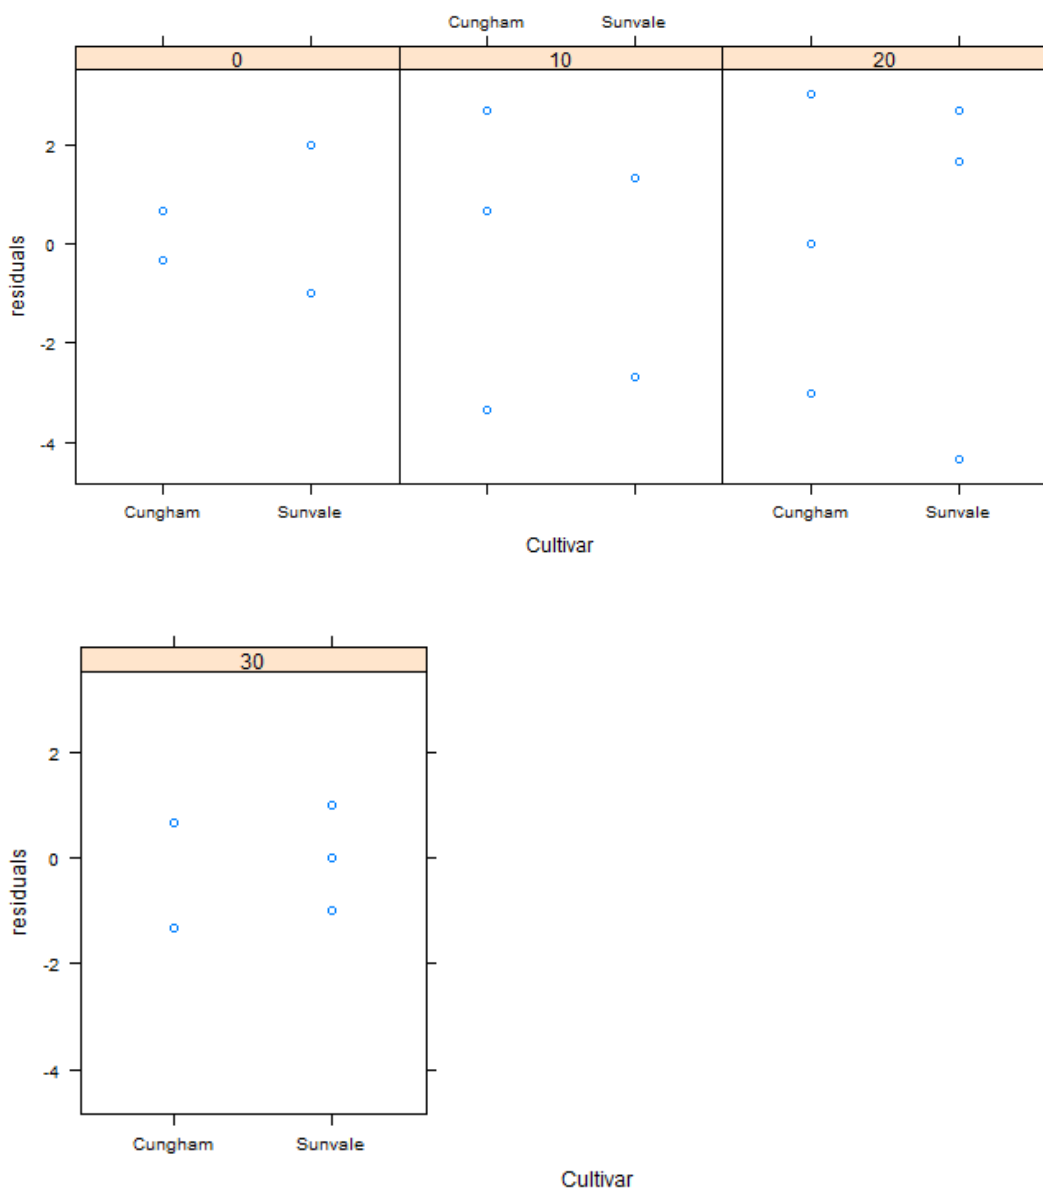 Cungham Sunvale
0 10 20
2
0
-2
-4
residuals
Cungham Sunvale Cungham Sunvale
Cultivar
30
2
0
-2
-4
residuals
Cungham Sunvale
Cultivar